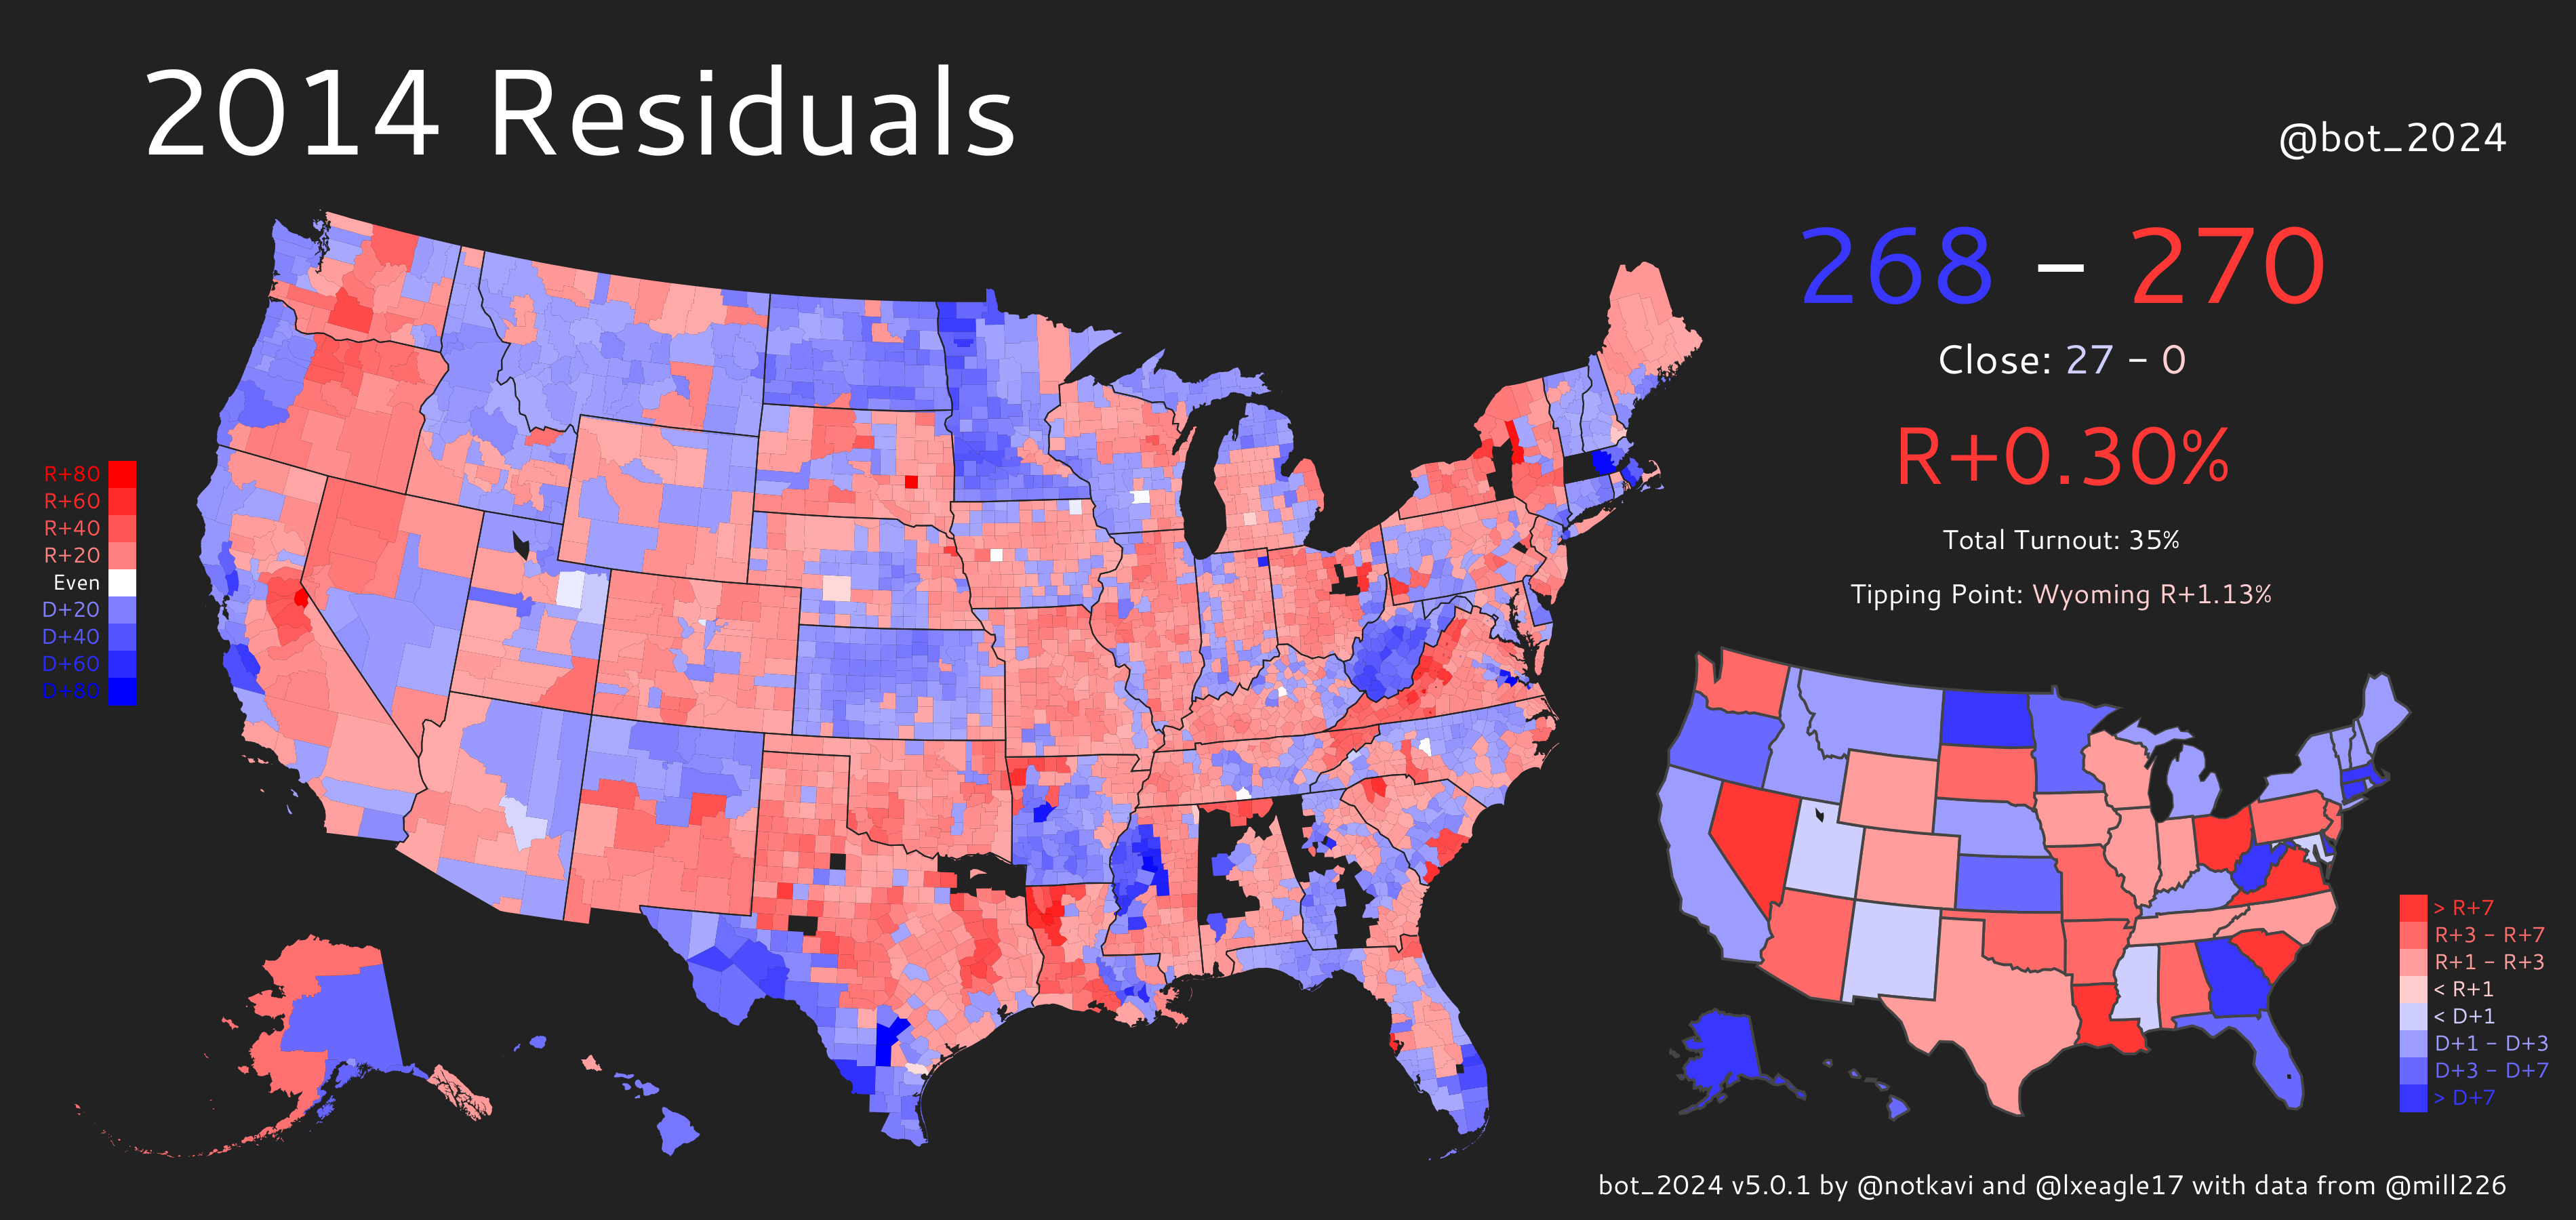 2014 Residuals
@bot_2024
268 – 270
Close: 27 - 0
R+0.30%
Total Turnout: 35%
Tipping Point: Wyoming R+1.13%
R+80
R+60
R+40
R+20
Even
D+20
D+40
D+60
D+80
> R+7
R+3 - R+7
R+1 - R+3
< R+1
< D+1
D+1 - D+3
D+3 - D+7
> D+7
bot_2024 v5.0.1 by @notkavi and @lxeagle17 with data from @mill226